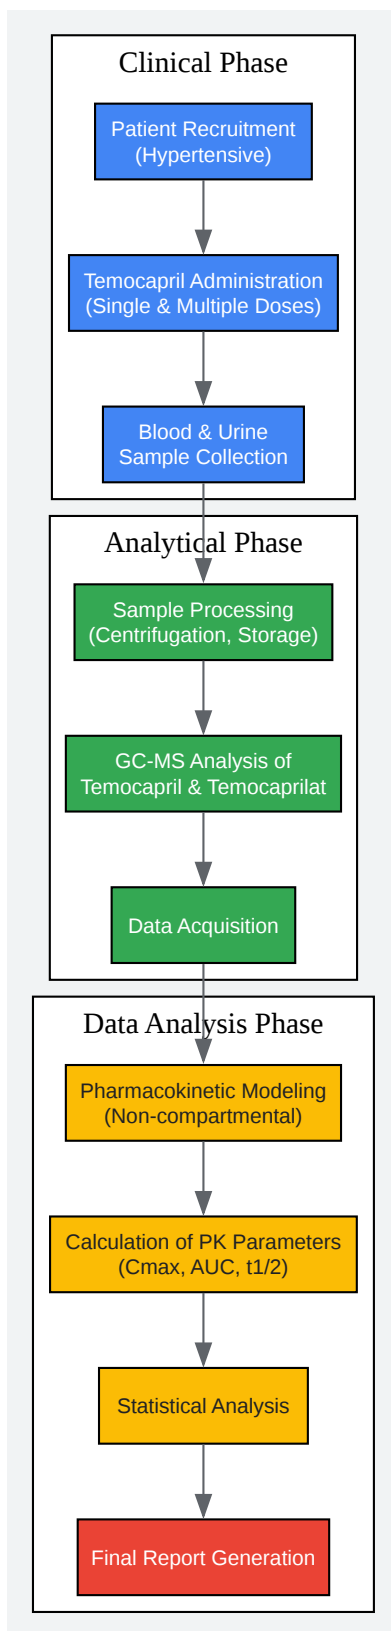 Clinical Phase
Patient Recruitment
(Hypertensive)
Temocapril Administration
(Single & Multiple Doses)
Blood & Urine
Sample Collection
Analytical Phase
Sample Processing
(Centrifugation, Storage)
GC-MS Analysis of
Temocapril & Temocaprilat
Data Acquisition
Data Analysis Phase
Pharmacokinetic Modeling
(Non-compartmental)
Calculation of PK Parameters
(Cmax, AUC, t1/2)
Statistical Analysis
Final Report Generation